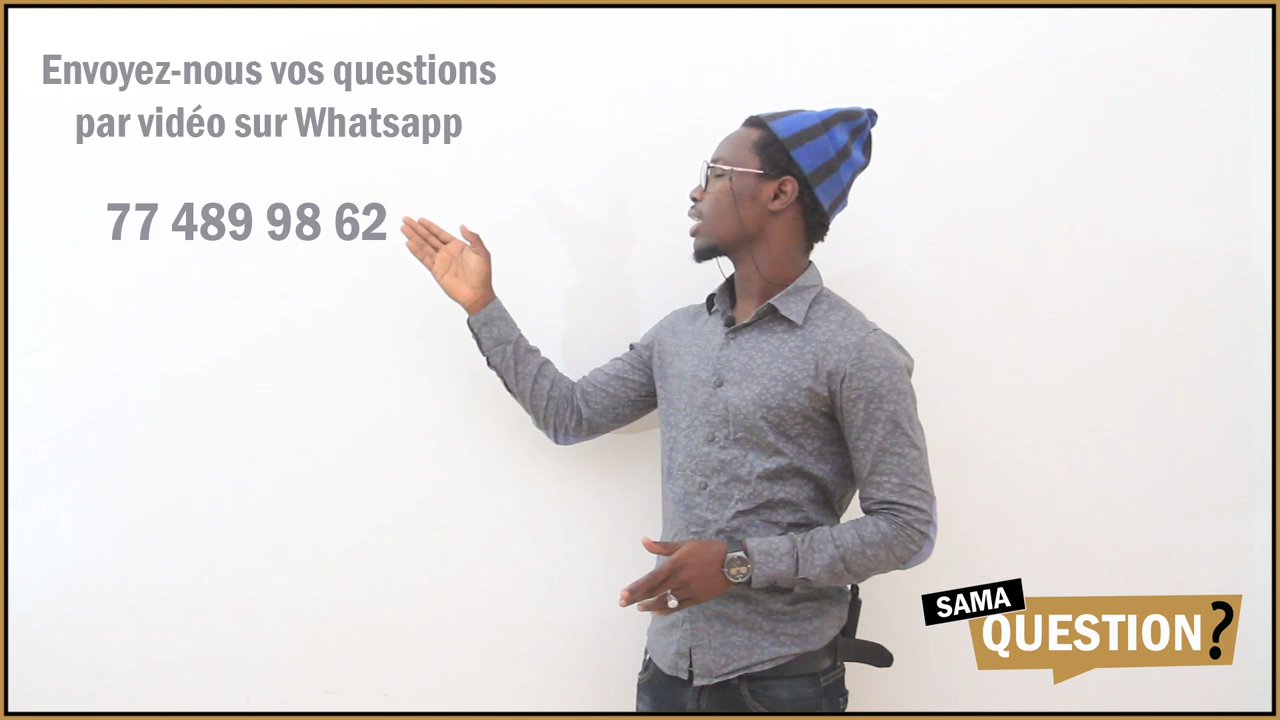 Envoyez-nous vos questions
par vidéo sur Whatsapp
77 489 98 62
SAMA
QUESTION?